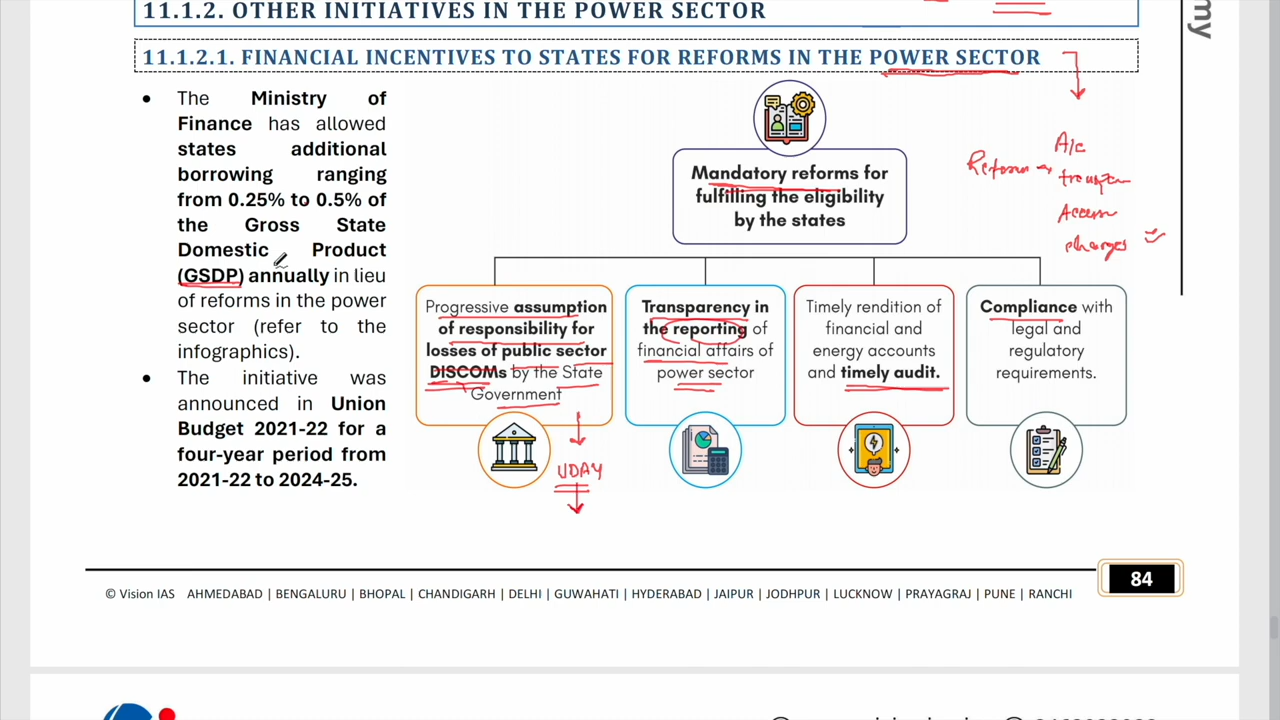 11.1.2. OTHER INITIATIVES IN THE POWER SECTOR
my
11.1.2.1. FINANCIAL INCENTIVES TO STATES FOR REFORMS IN THE POWER SECTOR
• The Ministry of
Finance has allowed
states additional
borrowing ranging
from 0.25% to 0.5% of
the Gross State
Domestic Product
(GSDP) annually in lieu
of reforms in the power
sector (refer to the
infographics).
• The initiative was
announced in Union
Budget 2021-22 for a
four-year period from
2021-22 to 2024-25.
Mandatory reforms for
fulfilling the eligibility
by the states
Reforms
A/c
charges
Progressive assumption
of responsibility for
losses of public sector
DISCOMs by the State
Government
UDAY
Transparency in
the reporting of
financial affairs of
power sector
Timely rendition of
financial and
energy accounts
and timely audit.
Compliance with
legal and
regulatory
requirements.
84
© Vision IAS AHMEDABAD | BENGALURU | BHOPAL | CHANDIGARH | DELHI | GUWAHATI | HYDERABAD | JAIPUR | JODHPUR | LUCKNOW | PRAYAGRAJ | PUNE | RANCHI